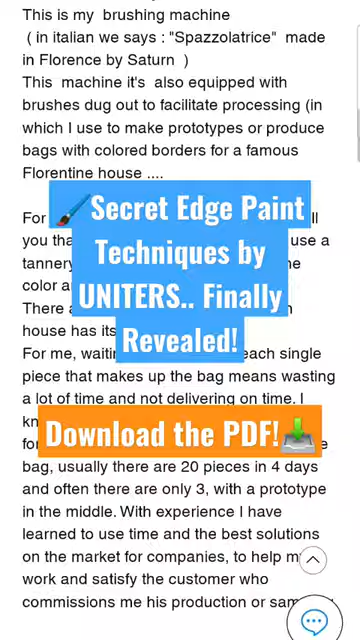 This is my  brushing machine
( in italian we says : "Spazzolatrice"  made
in Florence by Saturn  )
This  machine it's  also equipped with
brushes dug out to facilitate processing (in
which I use to make prototypes or produce
bags with colored borders for a famous
Florentine house ....
For
Secret Edge Paint
Techniques by
UNITERS.. Finally
Revealed!
you
use a
tannery
color
There
house has its
For me,
each single
piece that makes up the bag means wasting
a lot of time and not delivering on time. I
Download the PDF!
bag, usually there are 20 pieces in 4 days
and often there are only 3, with a prototype
in the middle. With experience I have
learned to use time and the best solutions
on the market for companies, to help
work and satisfy the customer who
commissions me his production or